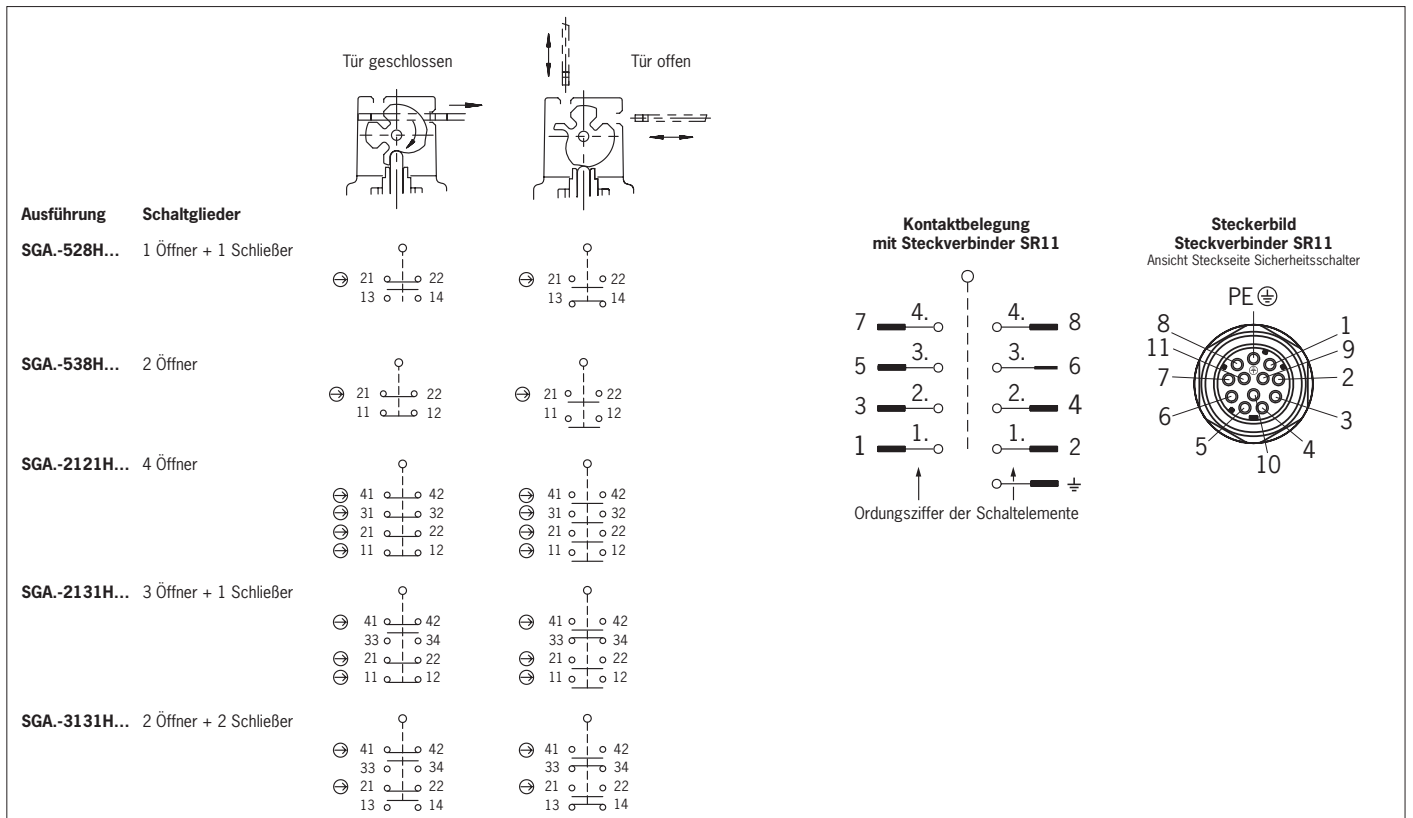 Tür geschlossen
Tür offen
Ausführung Schaltglieder
SGA.-528H... 1 Öffner + 1 Schließer
21 22
13 14
21 22
13 14
SGA.-538H... 2 Öffner
21 22
11 12
21 22
11 12
SGA.-2121H... 4 Öffner
41 42
31 32
21 22
11 12
41 42
31 32
21 22
11 12
SGA.-2131H... 3 Öffner + 1 Schließer
41 42
33 34
21 22
11 12
41 42
33 34
21 22
11 12
SGA.-3131H... 2 Öffner + 2 Schließer
41 42
33 34
21 22
13 14
41 42
33 34
21 22
13 14
Kontaktbelegung
mit Steckverbinder SR11
7 4. 4. 8
5 3. 3. 6
3 2. 2. 4
1 1. 1. 2
Ordungsziffer der Schaltelemente
Steckerbild
Steckverbinder SR11
Ansicht Steckseite Sicherheitsschalter
PE
8 1
11 9
7 2
6 3
5 4
10